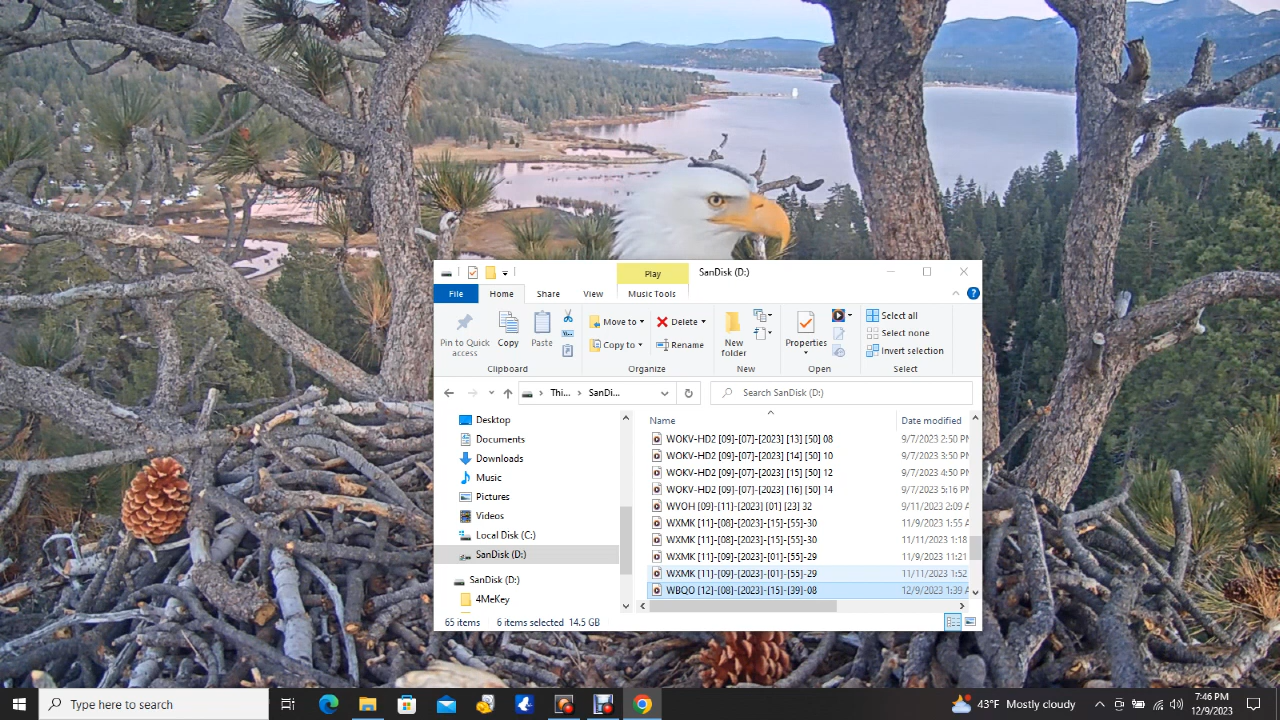 Play
SanDisk (D:)
File
Home
Share
View
Music Tools
Pin to Quick access
Copy
Paste
Move to
Copy to
Delete
Rename
New folder
Properties
Select all
Select none
Invert selection
Clipboard
Organize
New
Open
Select
Thi...
SanDi...
Search SanDisk (D:)
Desktop
Documents
Downloads
Music
Pictures
Videos
Local Disk (C:)
SanDisk (D:)
SanDisk (D:)
4MeKey
Name Date modified
WOKV-HD2 [09]-[07]-[2023] [13] [50] 08 9/7/2023 2:50 PM
WOKV-HD2 [09]-[07]-[2023] [14] [50] 10 9/7/2023 3:50 PM
WOKV-HD2 [09]-[07]-[2023] [15] [50] 12 9/7/2023 4:50 PM
WOKV-HD2 [09]-[07]-[2023] [16] [50] 14 9/7/2023 5:16 PM
WVOH [09]-[11]-[2023] [01] [23] 32 9/11/2023 2:09 A
WXMK [11]-[08]-[2023]-[15]-[55]-30 11/9/2023 1:55 A
WXMK [11]-[08]-[2023]-[15]-[55]-30 11/11/2023 1:18
WXMK [11]-[09]-[2023]-[01]-[55]-29 11/9/2023 11:21
WXMK [11]-[09]-[2023]-[01]-[55]-29 11/11/2023 1:52
WBQO [12]-[08]-[2023]-[15]-[39]-08 12/9/2023 1:39 A
65 items 6 items selected 14.5 GB
Type here to search
43°F Mostly cloudy
7:46 PM
12/9/2023